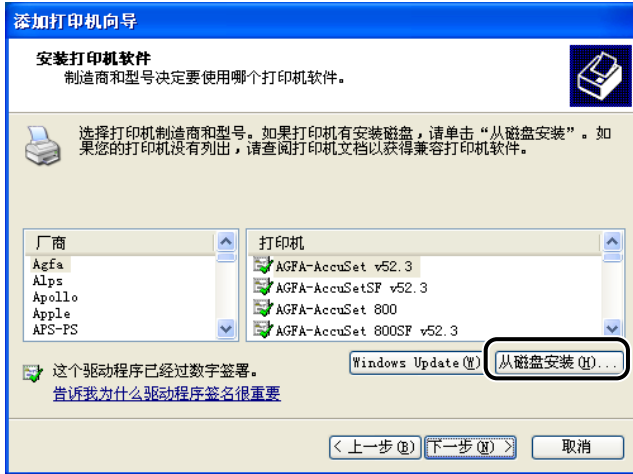 添加打印机向导
安装打印机软件
制造商和型号决定要使用哪个打印机软件。
选择打印机制造商和型号。如果打印机有安装磁盘，请单击“从磁盘安装”。如
果您的打印机没有列出，请查阅打印机文档以获得兼容打印机软件。
厂商
Agfa
Alps
Apollo
Apple
APS-PS
打印机
AGFA-AccuSet v52.3
AGFA-AccuSetSF v52.3
AGFA-AccuSet 800
AGFA-AccuSet 800SF v52.3
这个驱动程序已经过数字签署。
告诉我为什么驱动程序签名很重要
Windows Update(W)
从磁盘安装(H)...
< 上一步(B)
下一步(N) >
取消